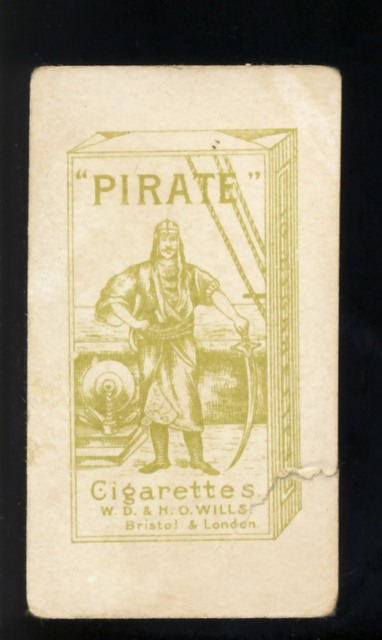 "PIRATE"
Cigarettes
W. D. & H. O. WILLS.
Bristol & London